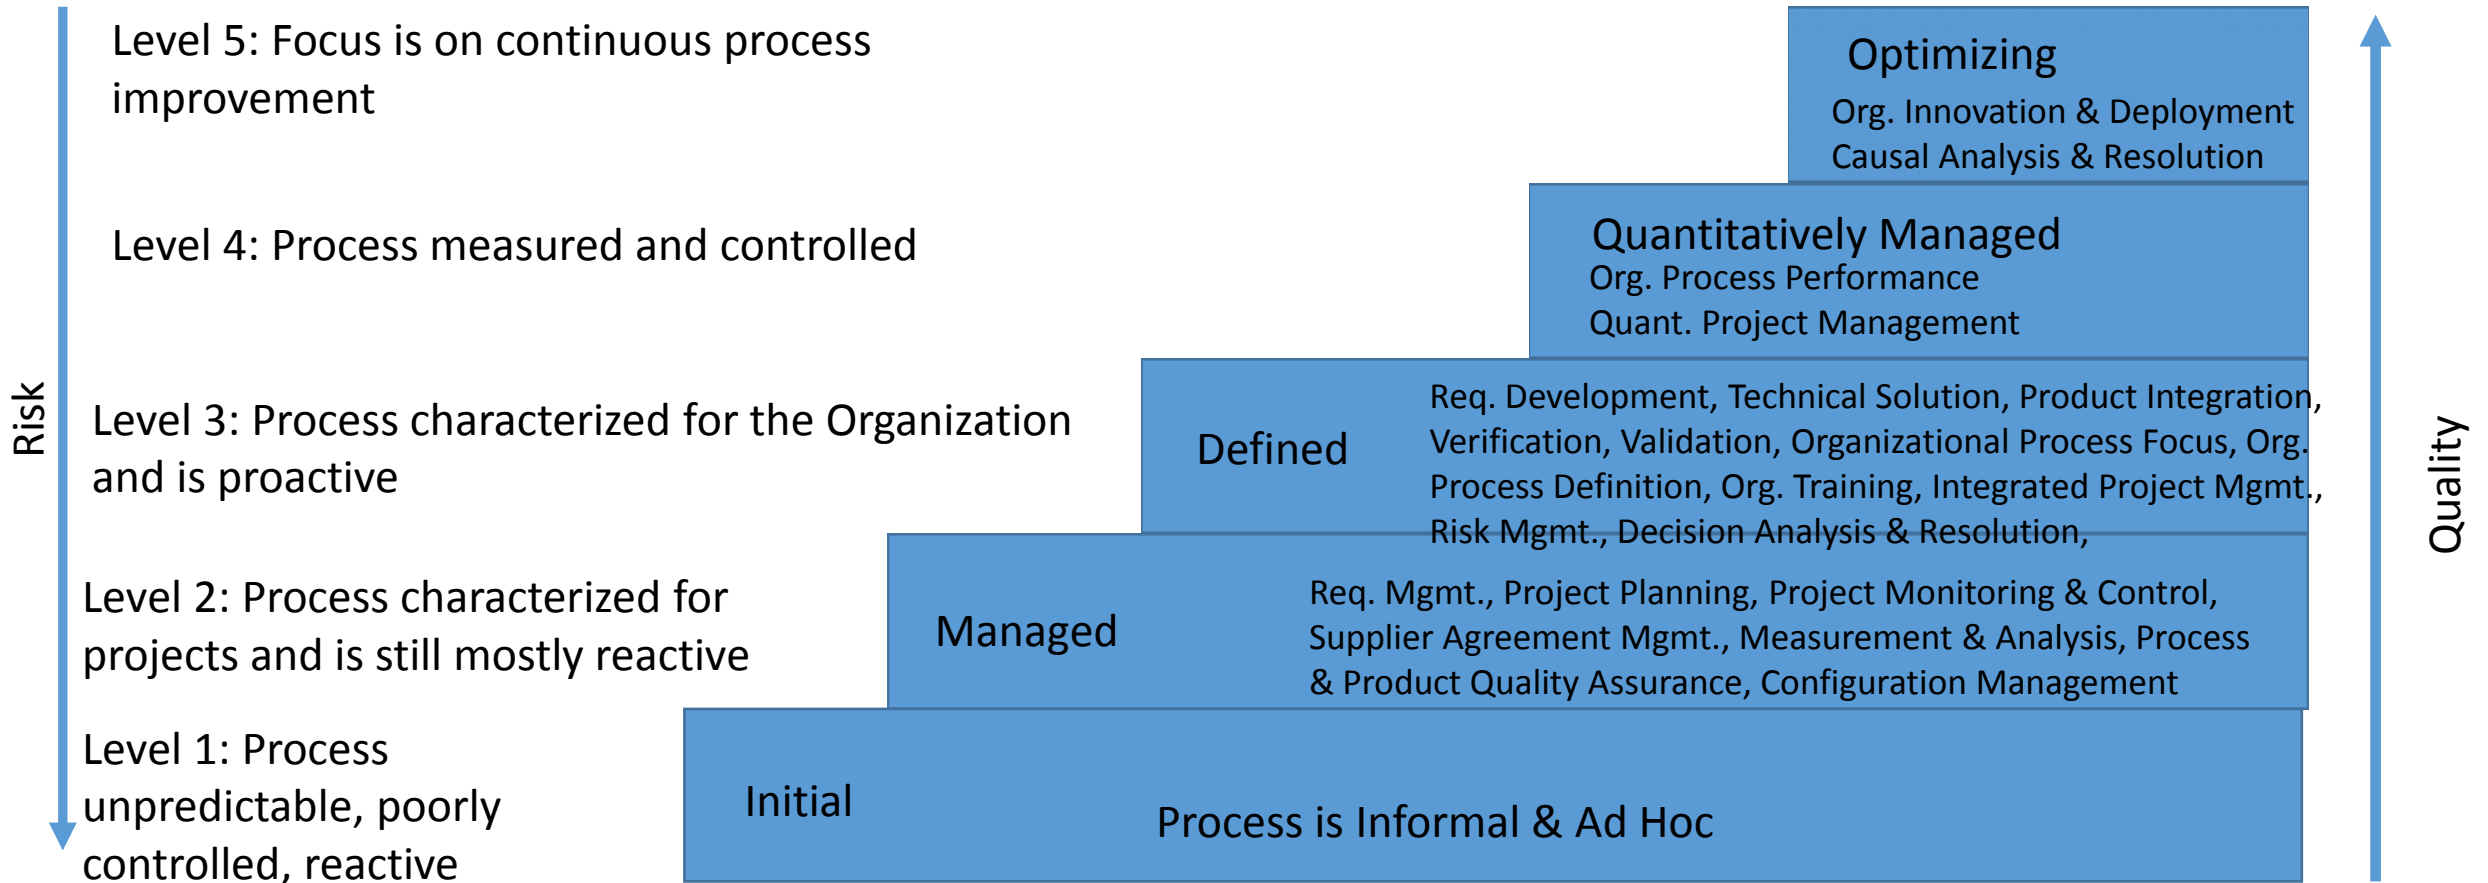 Risk
Level 5: Focus is on continuous process
improvement
Optimizing
Org. Innovation & Deployment
Causal Analysis & Resolution
Level 4: Process measured and controlled
Quantitatively Managed
Org. Process Performance
Quant. Project Management
Level 3: Process characterized for the Organization
and is proactive
Defined
Req. Development, Technical Solution, Product Integration,
Verification, Validation, Organizational Process Focus, Org.
Process Definition, Org. Training, Integrated Project Mgmt.,
Risk Mgmt., Decision Analysis & Resolution,
Level 2: Process characterized for
projects and is still mostly reactive
Managed
Req. Mgmt., Project Planning, Project Monitoring & Control,
Supplier Agreement Mgmt., Measurement & Analysis, Process
& Product Quality Assurance, Configuration Management
Level 1: Process
unpredictable, poorly
controlled, reactive
Initial
Process is Informal & Ad Hoc
Quality